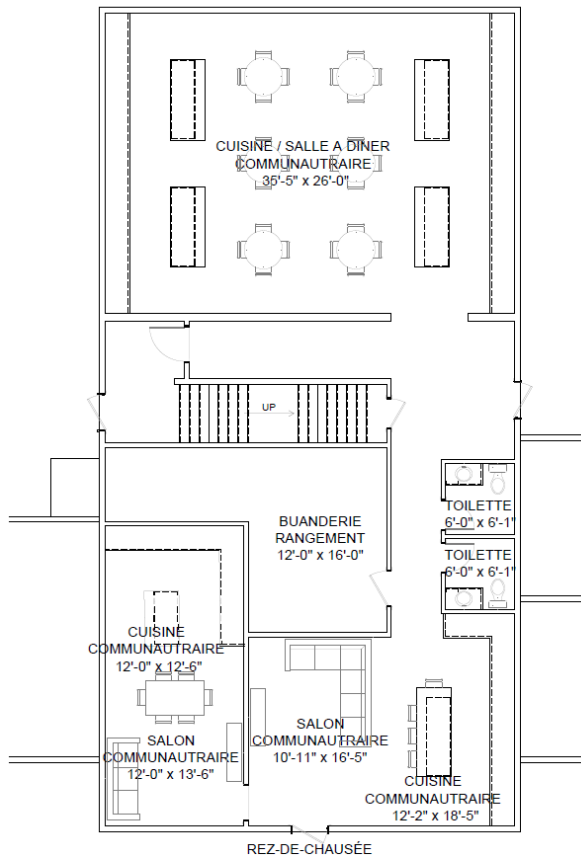 CUISINE / SALLE A DINER
COMMUNAUTRAIRE
35'-5" x 26'-0"
UP
BUANDERIE
RANGEMENT
12'-0" x 16'-0"
TOILETTE
6'-0" x 6'-1"
TOILETTE
6'-0" x 6'-1"
CUISINE
COMMUNAUTRAIRE
12'-0" x 12'-6"
SALON
COMMUNAUTRAIRE
12'-0" x 13'-6"
SALON
COMMUNAUTRAIRE
10'-11" x 16'-5"
CUISINE
COMMUNAUTRAIRE
12'-2" x 18'-5"
REZ-DE-CHAUSÉE